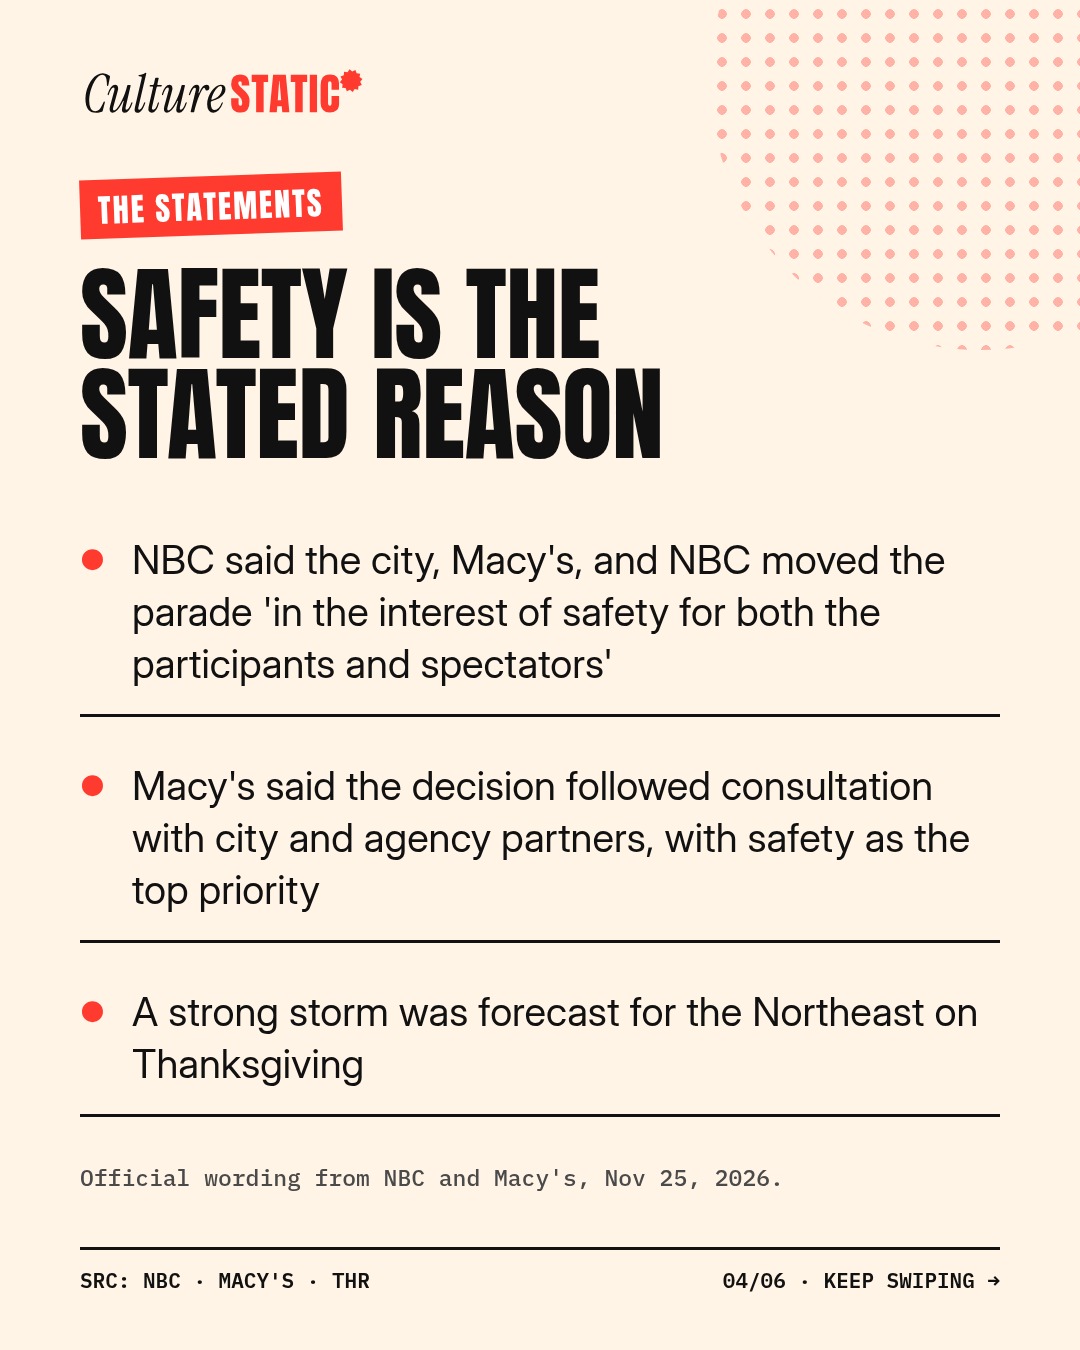 Culture STATIC
THE STATEMENTS
SAFETY IS THE
STATED REASON
NBC said the city, Macy's, and NBC moved the
parade 'in the interest of safety for both the
participants and spectators'
Macy's said the decision followed consultation
with city and agency partners, with safety as the
top priority
A strong storm was forecast for the Northeast on
Thanksgiving
Official wording from NBC and Macy's, Nov 25, 2026.
SRC: NBC · MACY'S · THR
04/06 · KEEP SWIPING →